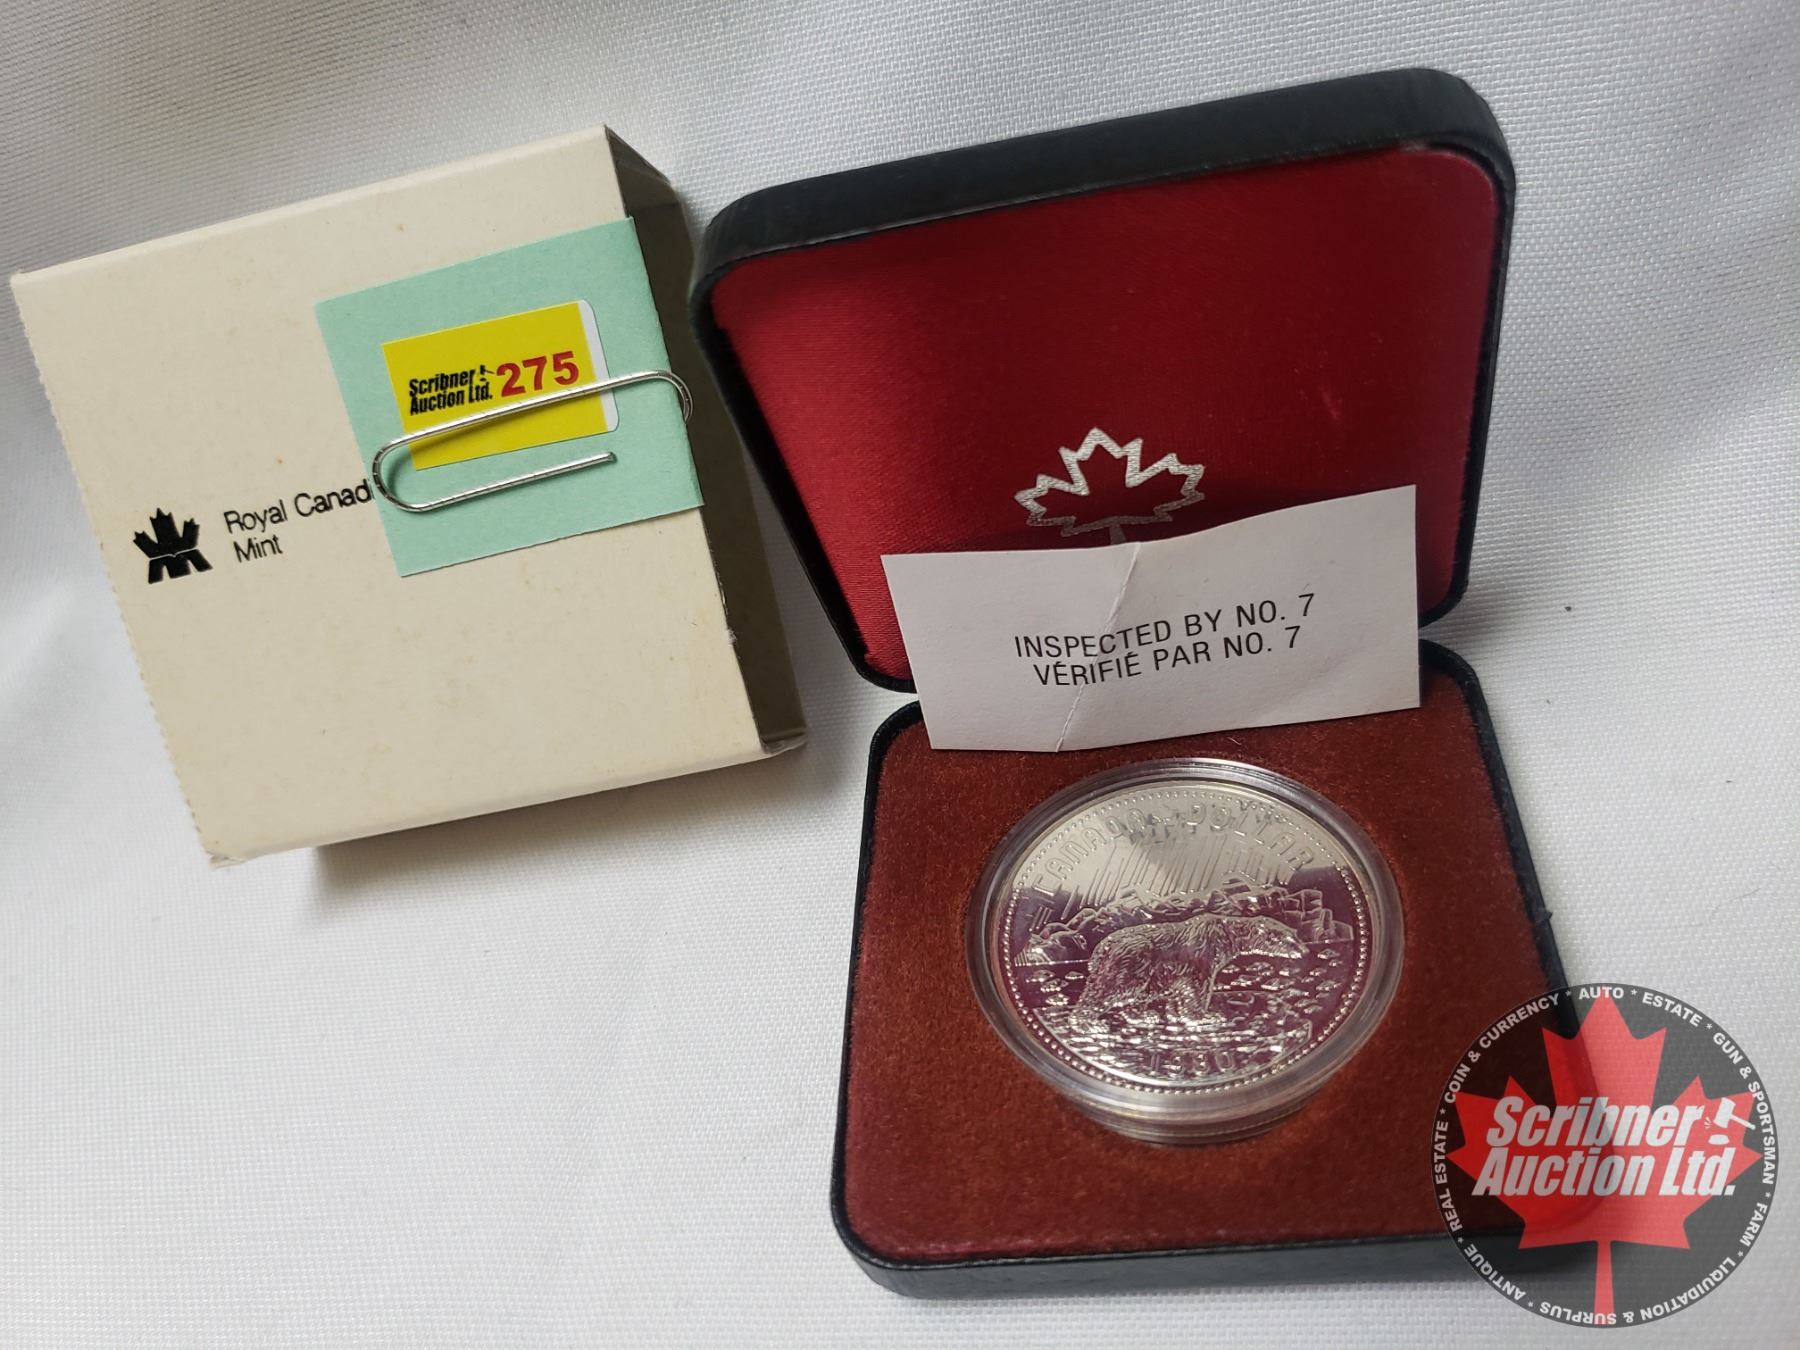 Scribner
Auction Ltd.
275
Royal Canad
Mint
INSPECTED BY NO. 7
VÉRIFIÉ PAR NO. 7
CANADA DOLLAR
1980
* REAL ESTATE * COIN & CURRENCY * AUTO * ESTATE * GUN & SPORTSMAN * FARM * LIQUIDATION & SURPLUS * ANTIQUE
Scribner
Auction Ltd.